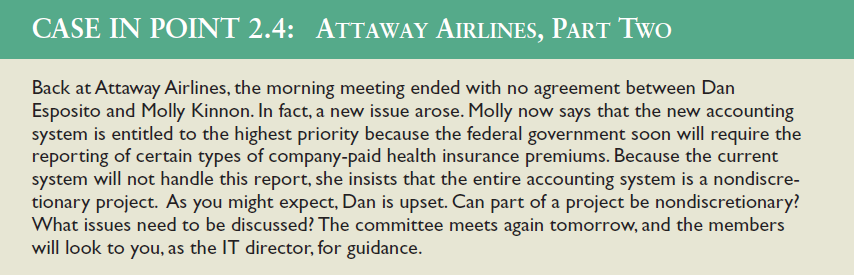 CASE IN POINT 2.4: ATTAWAY AIRLINES, PART TWO
Back at Attaway Airlines, the morning meeting ended with no agreement between Dan
Esposito and Molly Kinnon. In fact, a new issue arose. Molly now says that the new accounting
system is entitled to the highest priority because the federal government soon will require the
reporting of certain types of company-paid health insurance premiums. Because the current
system will not handle this report, she insists that the entire accounting system is a nondiscre-
tionary project. As you might expect, Dan is upset. Can part of a project be nondiscretionary?
What issues need to be discussed? The committee meets again tomorrow, and the members
will look to you, as the IT director, for guidance.